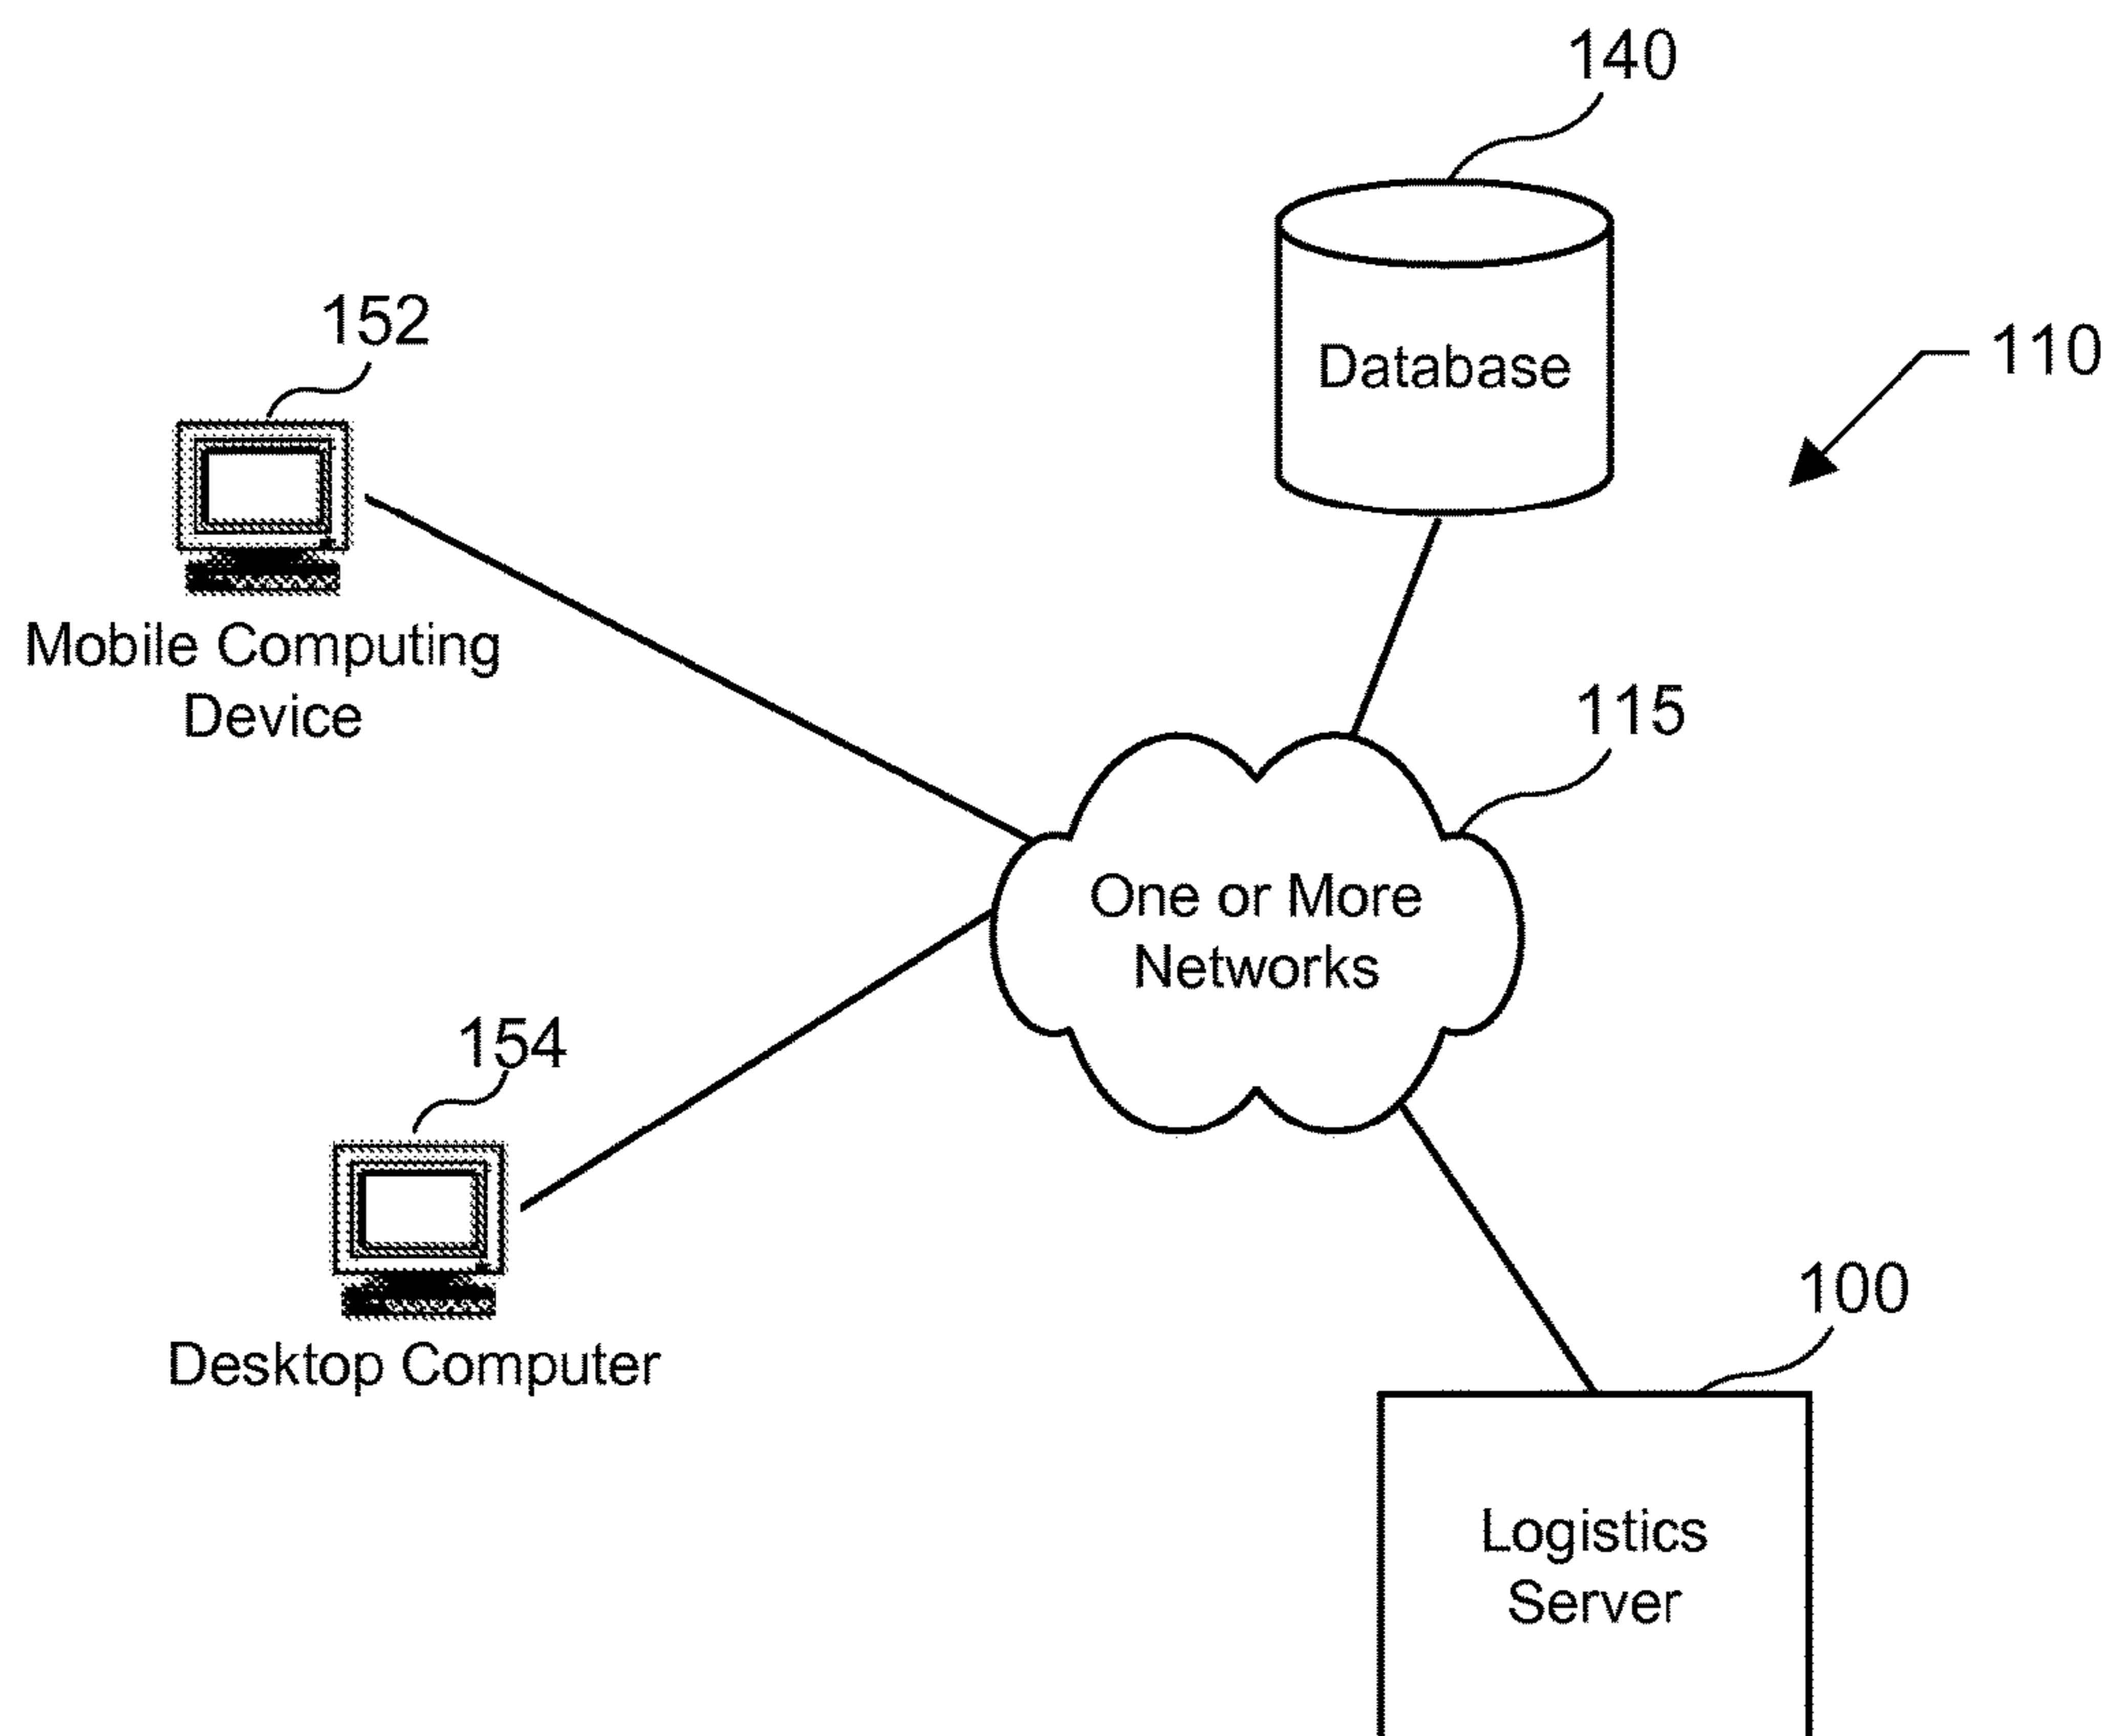 140
152
110
Database
Mobile Computing
Device
115
One or More
Networks
154
100
Desktop Computer
Logistics
Server